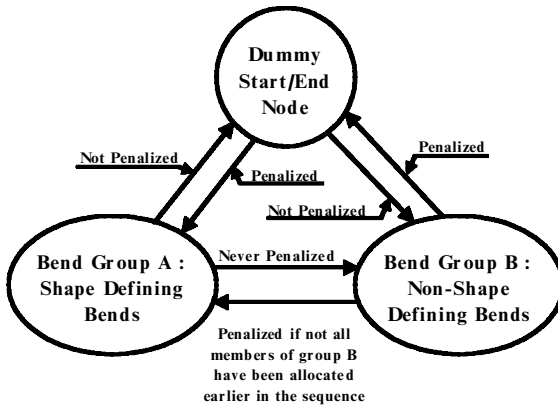 Dummy
Start/End
Node
Not Penalized
Penalized
Penalized
Not Penalized
Bend Group A :
Shape Defining
Bends
Never Penalized
Bend Group B :
Non-Shape
Defining Bends
Penalized if not all
members of group B
have been allocated
earlier in the sequence